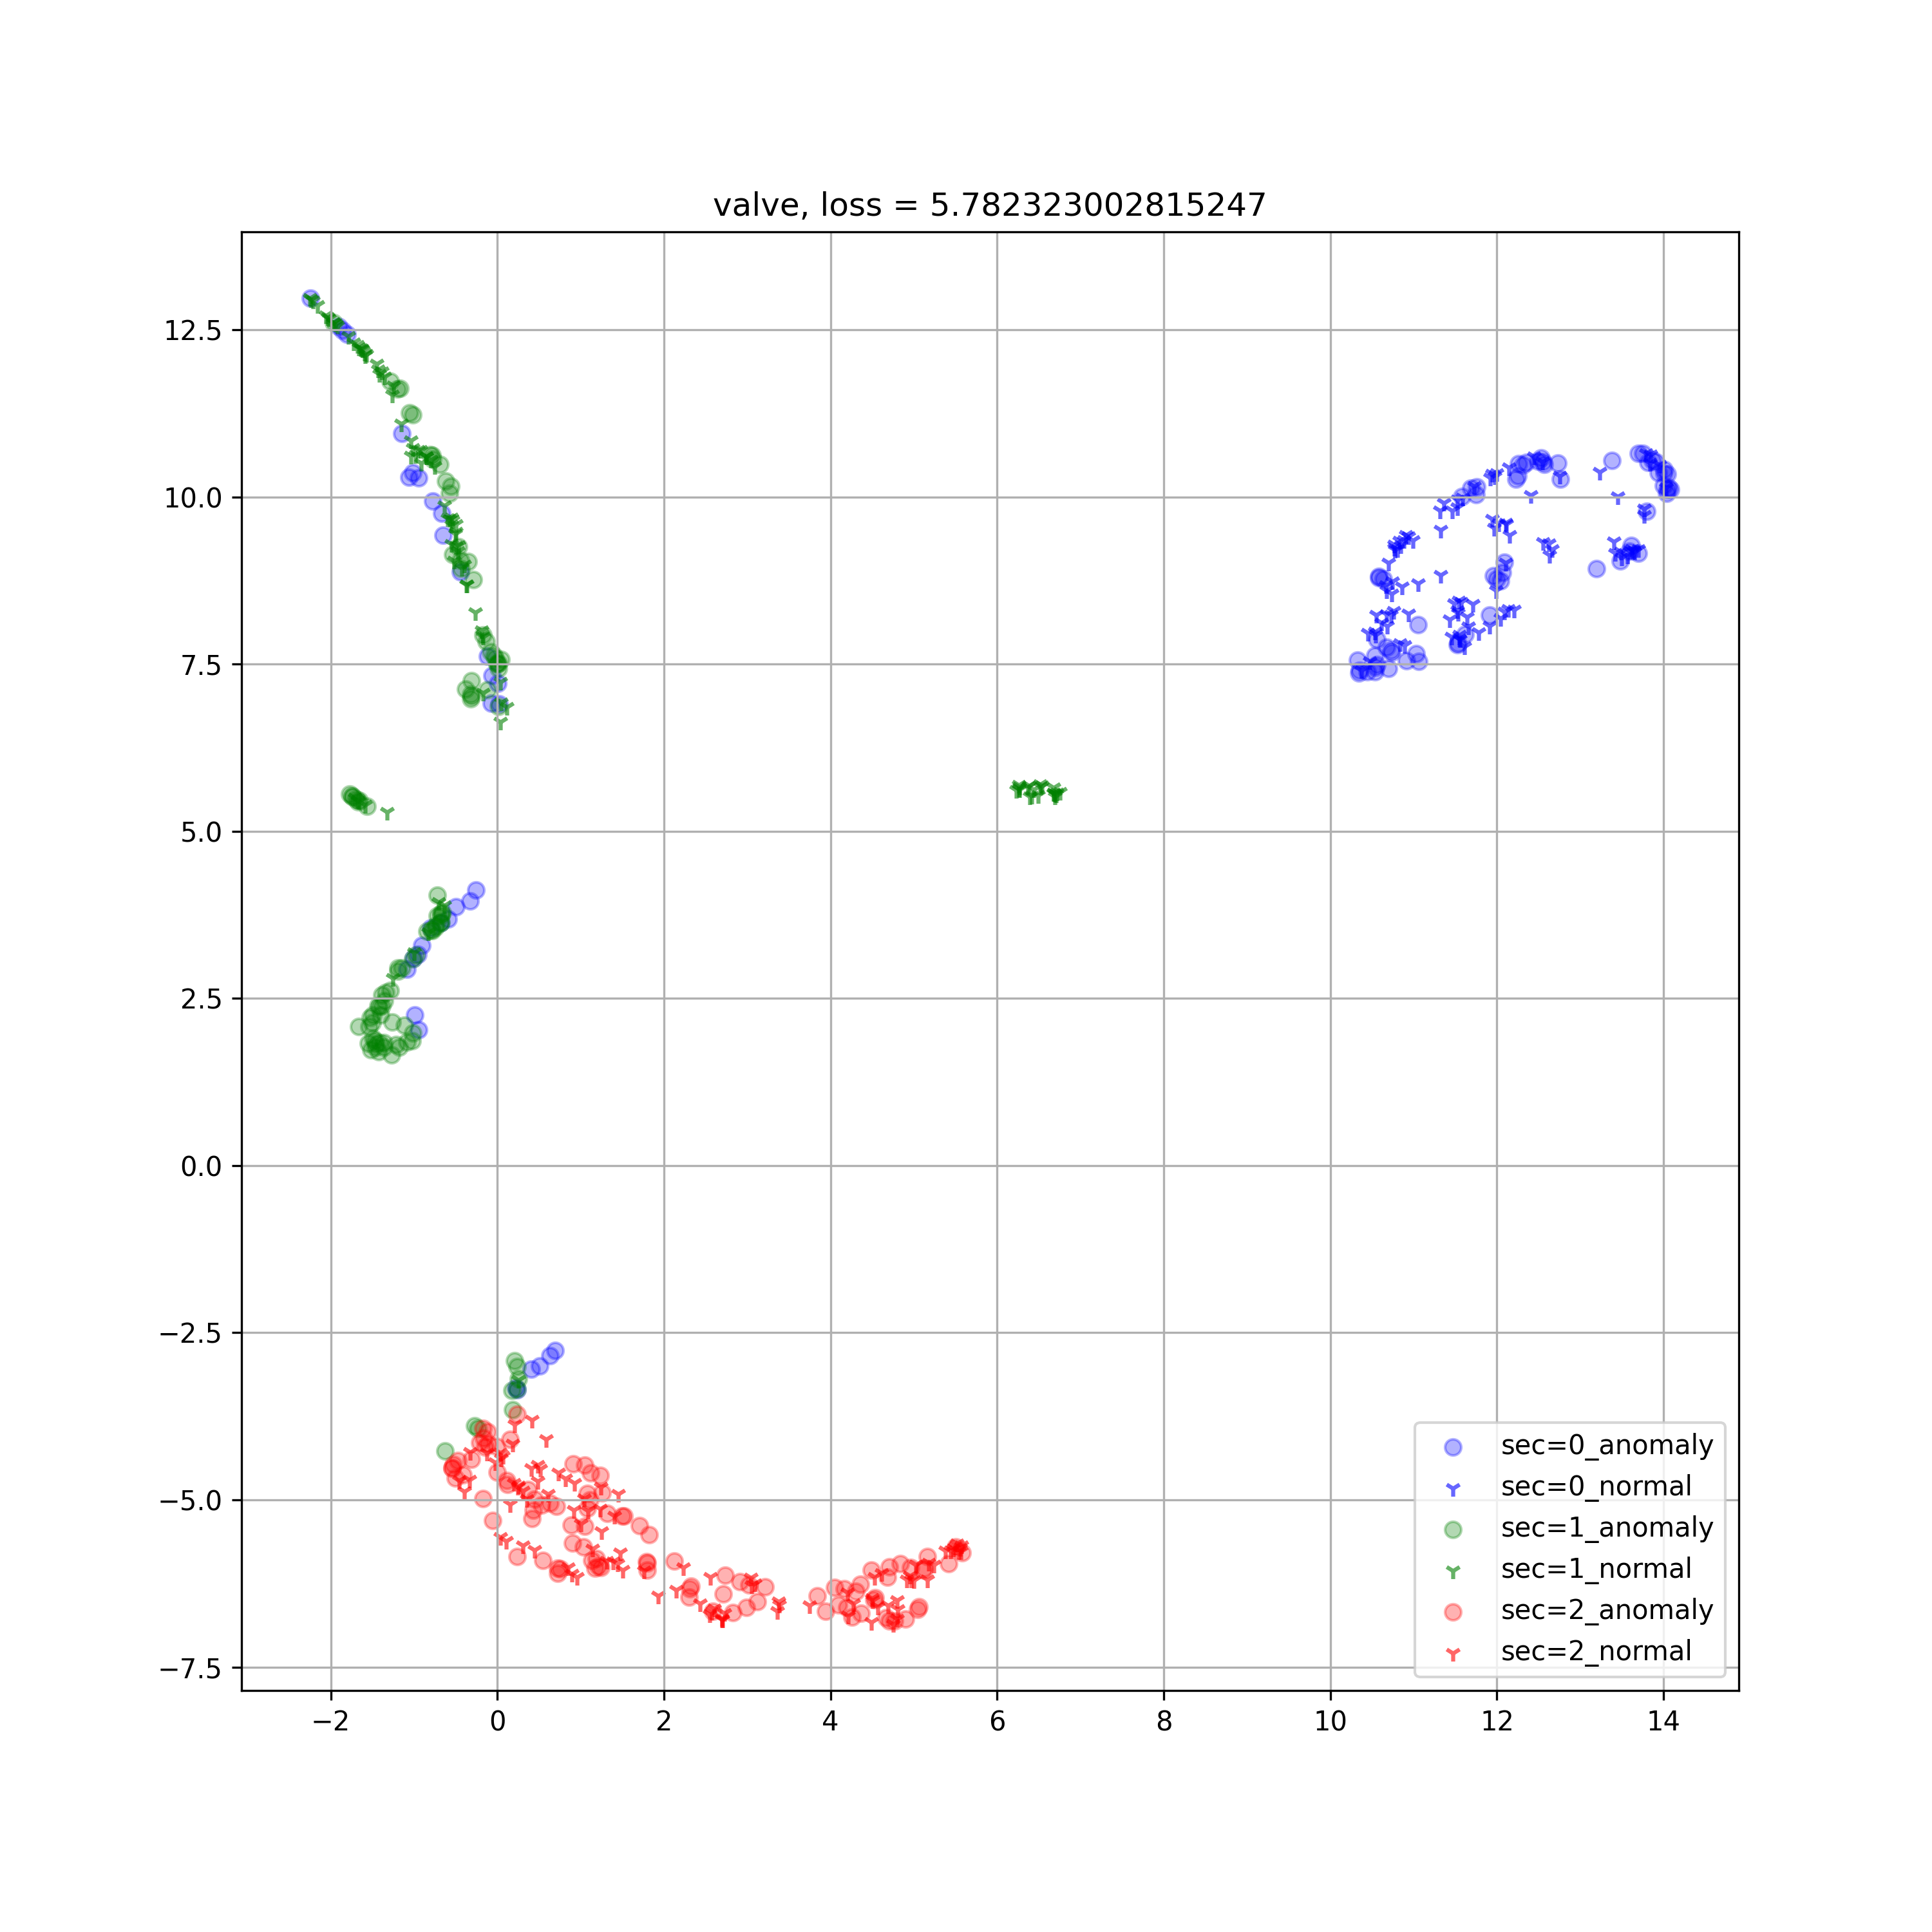 valve, loss = 5.782323002815247
12.5
10.0
7.5
5.0
2.5
0.0
−2.5
−5.0
−7.5
−2 0 2 4 6 8 10 12 14
sec=0_anomaly
sec=0_normal
sec=1_anomaly
sec=1_normal
sec=2_anomaly
sec=2_normal